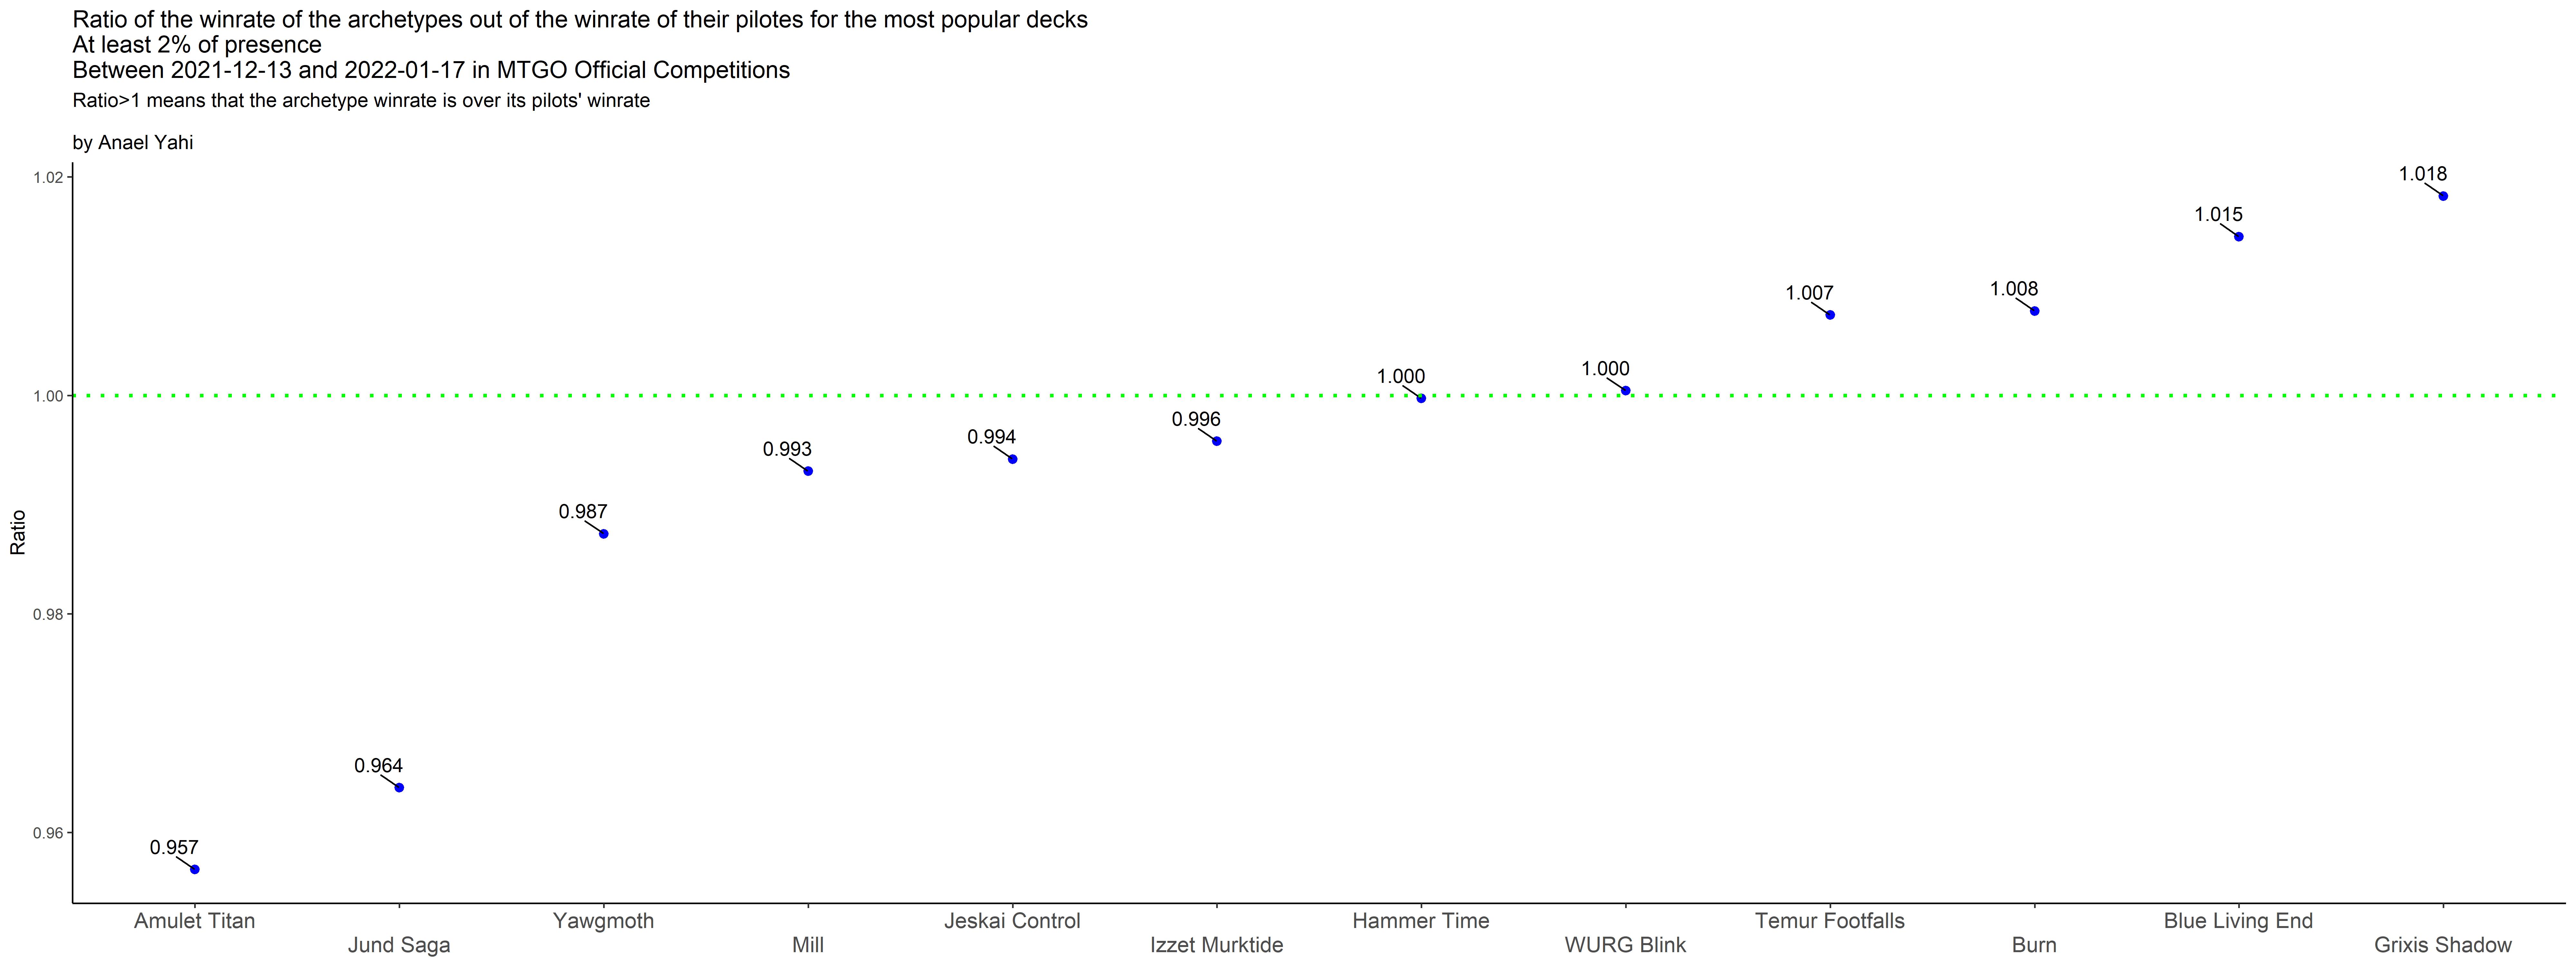 Ratio of the winrate of the archetypes out of the winrate of their pilotes for the most popular decks
At least 2% of presence
Between 2021-12-13 and 2022-01-17 in MTGO Official Competitions
Ratio>1 means that the archetype winrate is over its pilots' winrate
by Anael Yahi
1.02
1.00
0.98
0.96
Ratio
0.957
0.964
0.987
0.993
0.994
0.996
1.000
1.000
1.007
1.008
1.015
1.018
Amulet Titan
Jund Saga
Yawgmoth
Mill
Jeskai Control
Izzet Murktide
Hammer Time
WURG Blink
Temur Footfalls
Burn
Blue Living End
Grixis Shadow